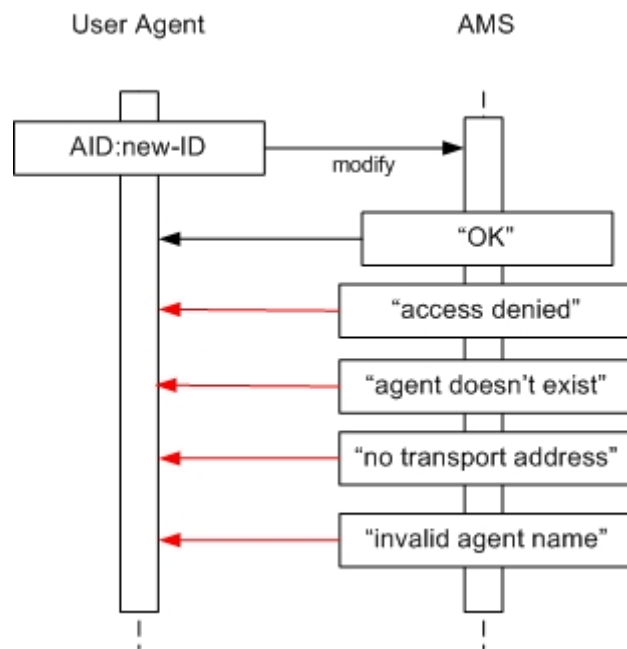 User Agent
AMS
AID:new-ID
modify
“OK”
“access denied”
“agent doesn’t exist”
“no transport address”
“invalid agent name”